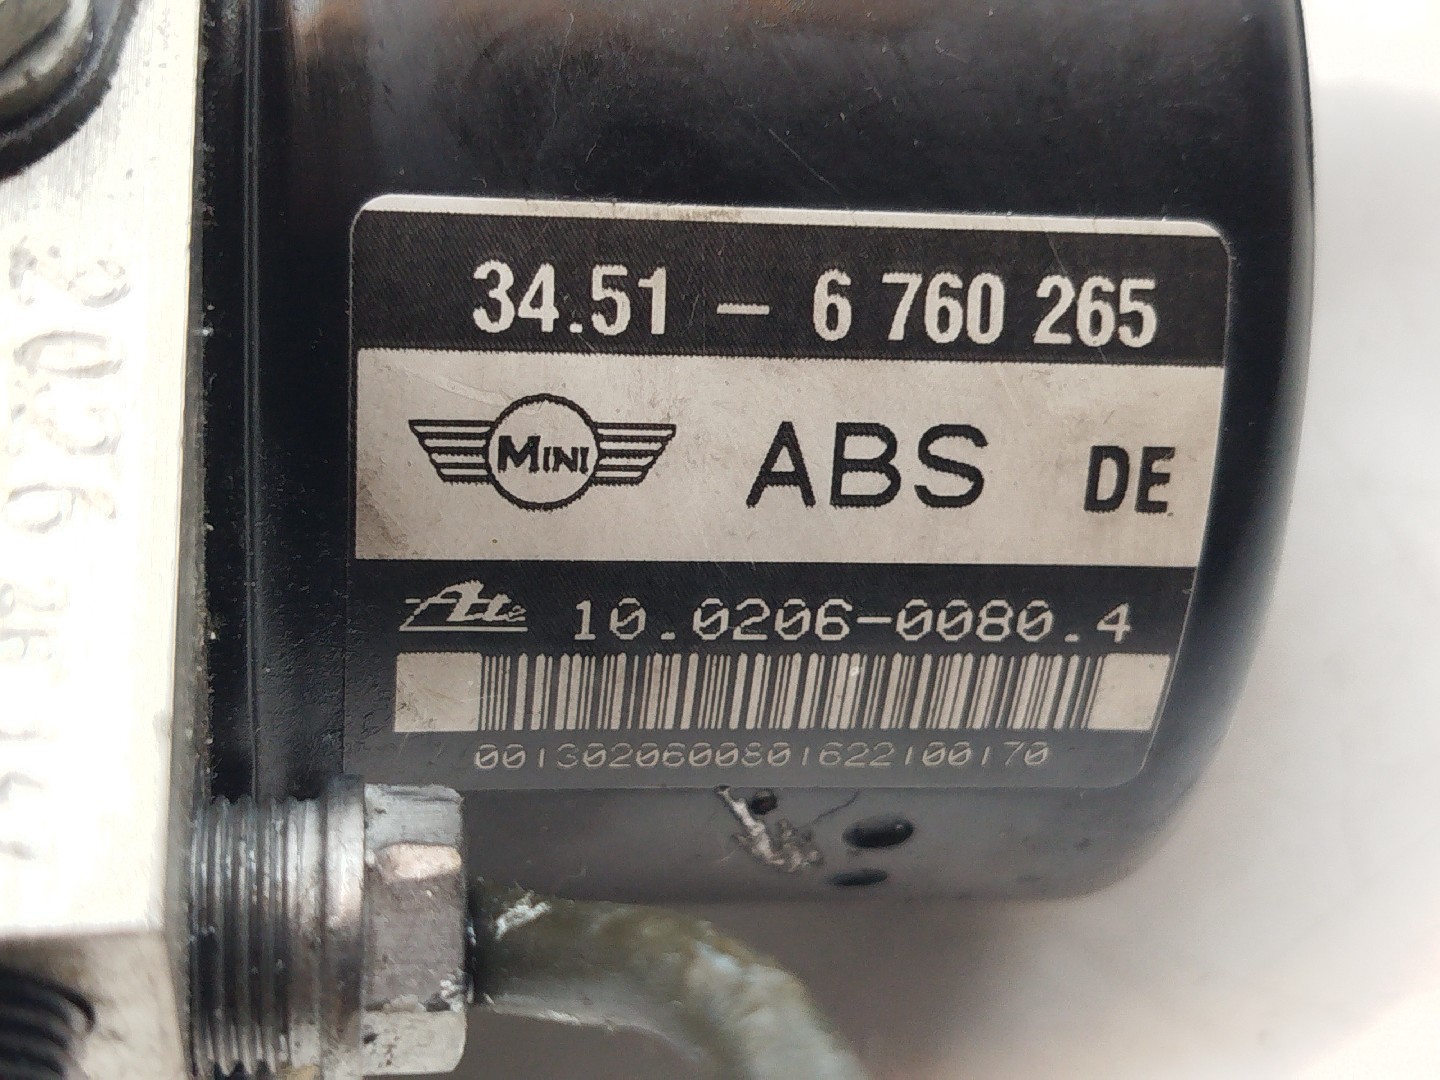 34.51 - 6 760 265
MINI ABS DE
Ate 10.0206-0080.4
0013020600801622100170